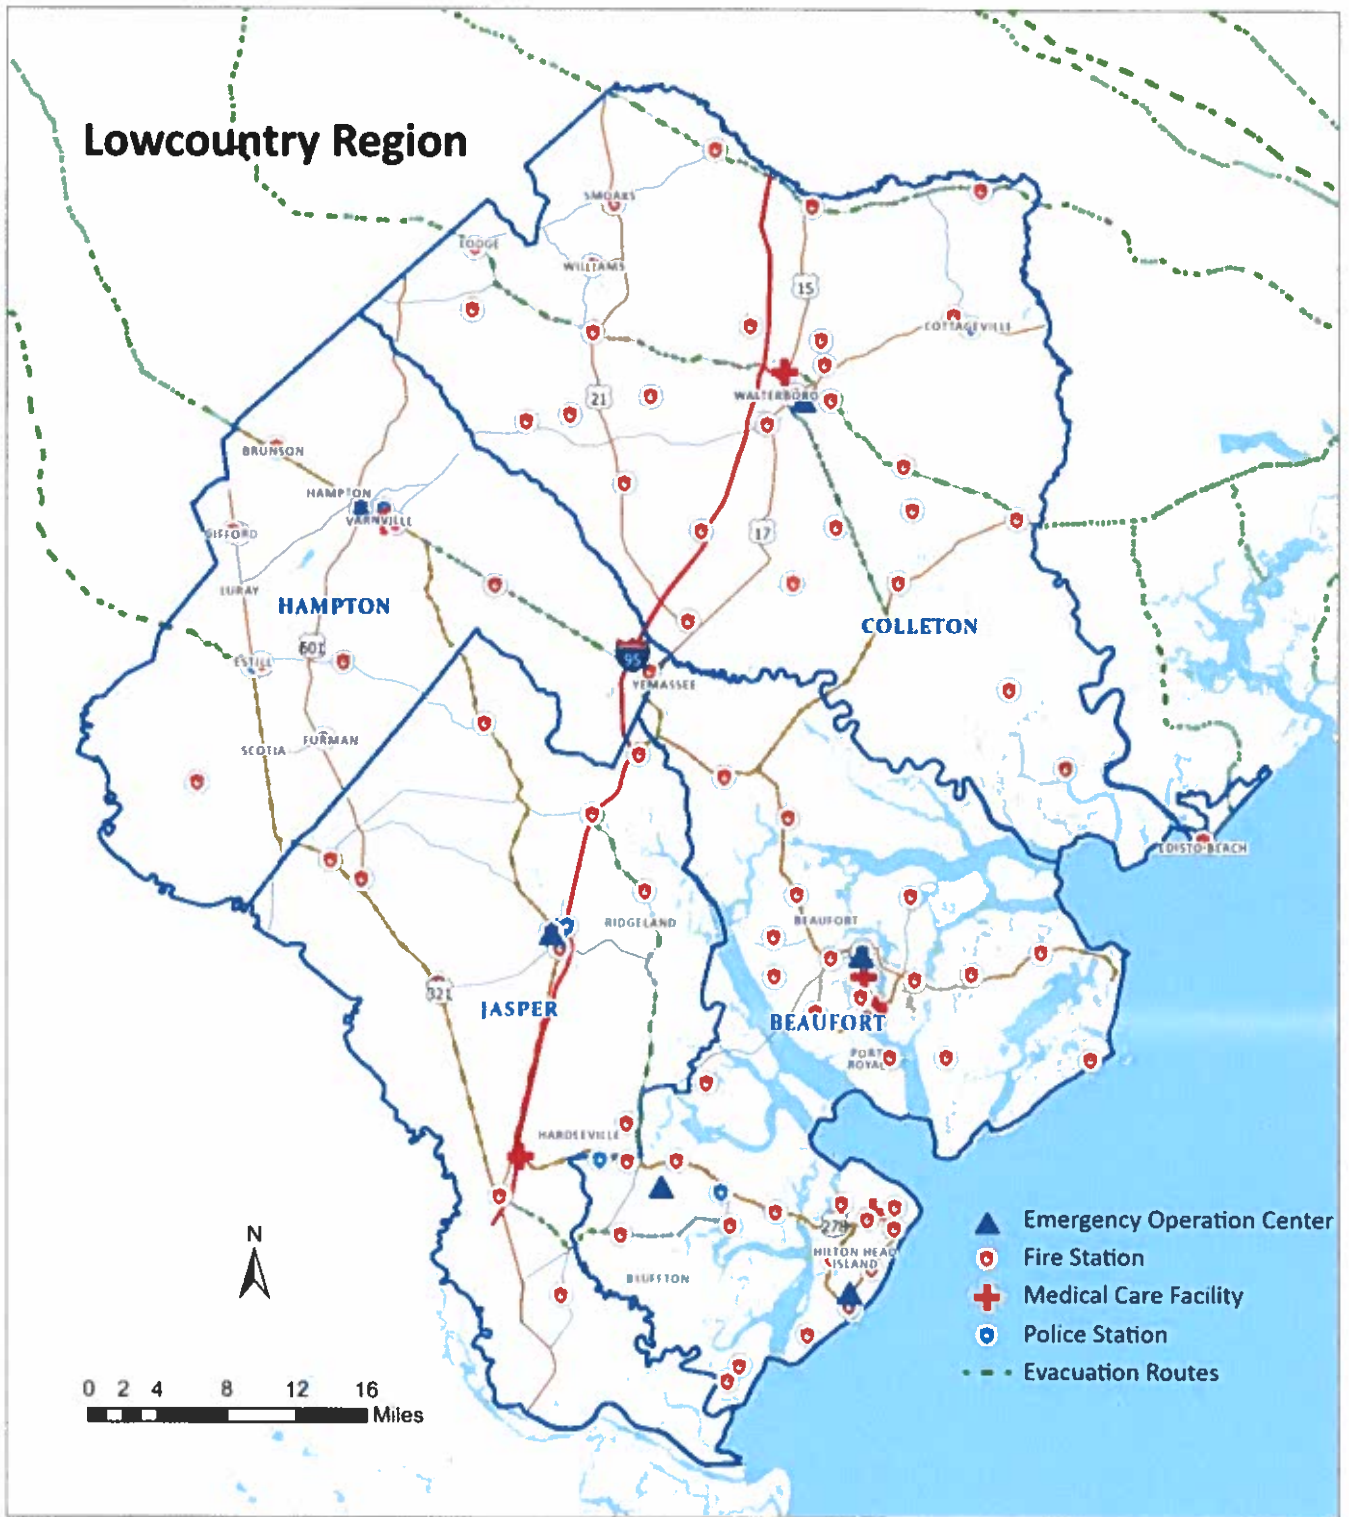 Lowcountry Region
SMOAKS
LODGE
WILLIAMS
15
COTTAGEVILLE
21
WALTERBORO
BRUNSON
HAMPTON
VARNVILLE
GIFFORD
17
LURAY
HAMPTON
COLLETON
601
95
ESTILL
YEMASSEE
SCOTIA
FURMAN
EDISTO BEACH
RIDGELAND
BEAUFORT
321
JASPER
BEAUFORT
PORT
ROYAL
HARDEEVILLE
278
HILTON HEAD
ISLAND
BLUFFTON
N
Emergency Operation Center
Fire Station
Medical Care Facility
Police Station
Evacuation Routes
0 2 4 8 12 16
Miles